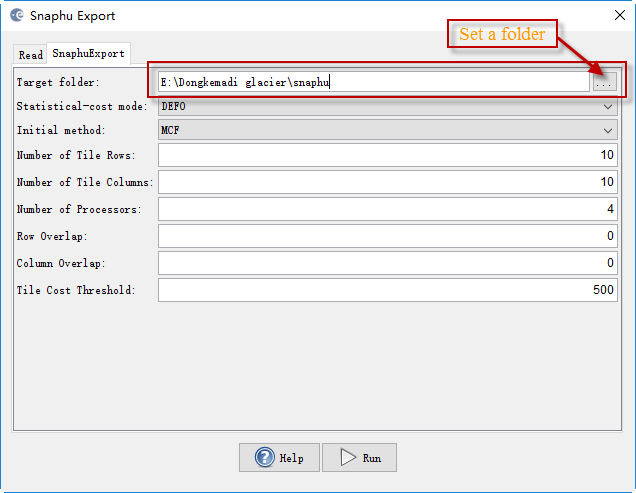 Snaphu Export
Set a folder
Read SnaphuExport
Target folder: E:\Dongkemadi glacier\snaphu ...
Statistical-cost mode: DEFO
Initial method: MCF
Number of Tile Rows: 10
Number of Tile Columns: 10
Number of Processors: 4
Row Overlap: 0
Column Overlap: 0
Tile Cost Threshold: 500
Help Run